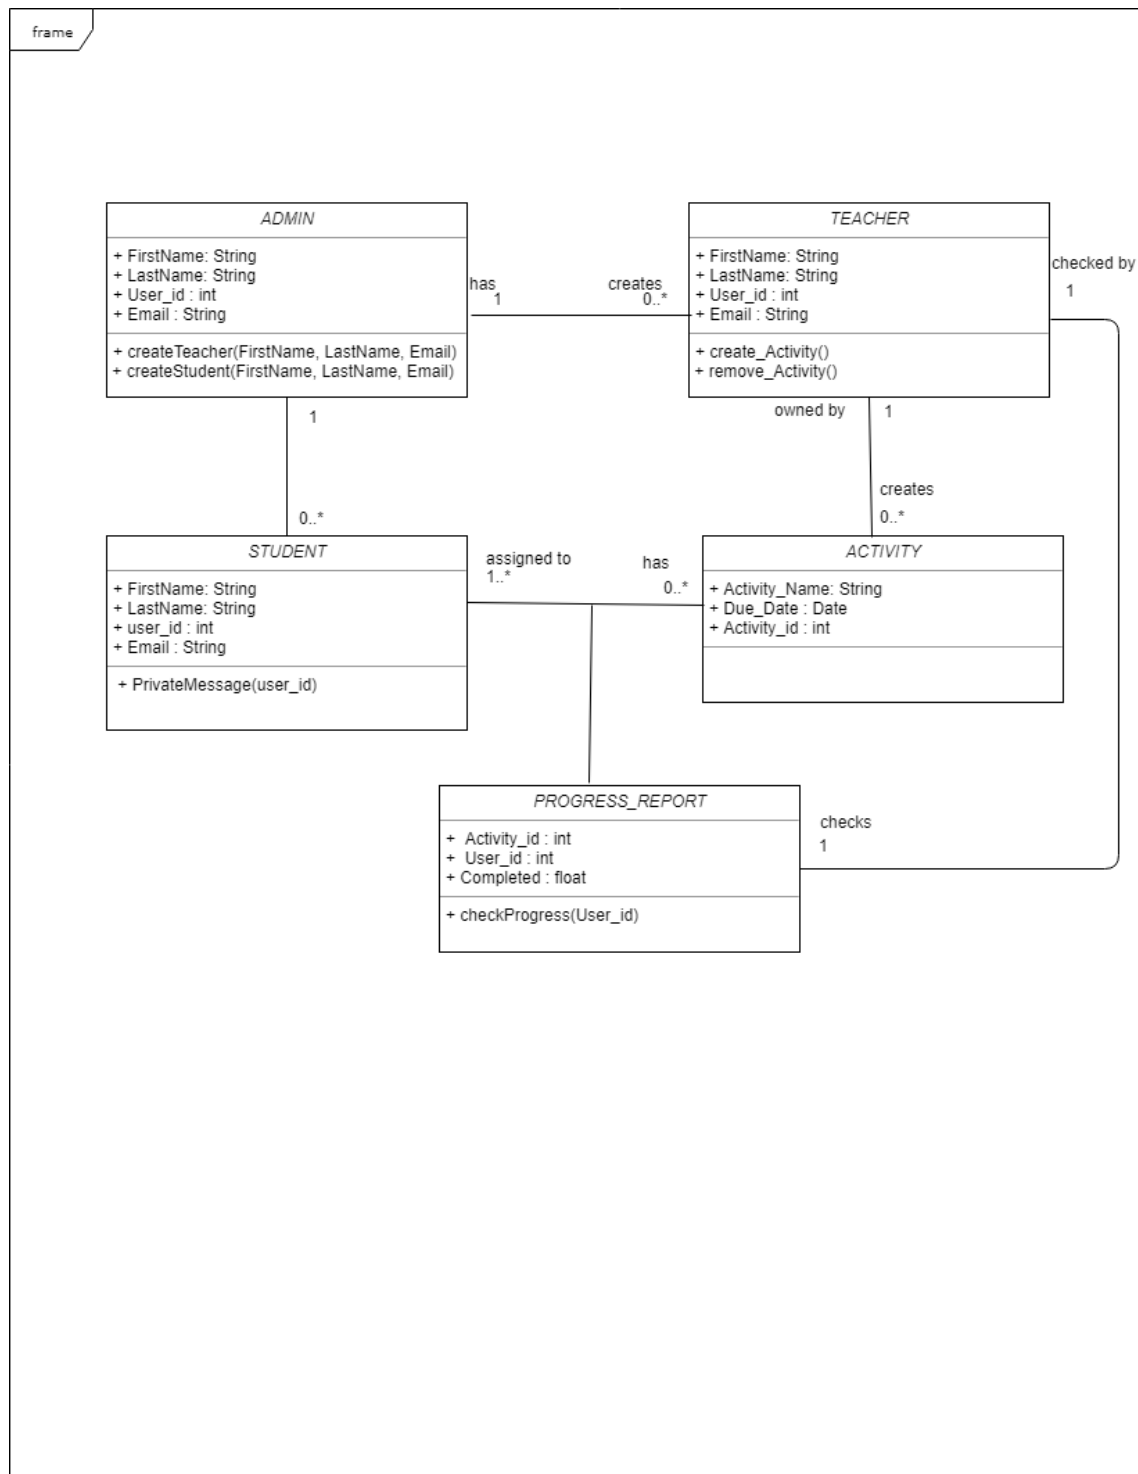 frame
ADMIN
+ FirstName: String
+ LastName: String
+ User_id : int
+ Email : String
+ createTeacher(FirstName, LastName, Email)
+ createStudent(FirstName, LastName, Email)
has
1
creates
0..*
TEACHER
+ FirstName: String
+ LastName: String
+ User_id : int
+ Email : String
+ create_Activity()
+ remove_Activity()
checked by
1
1
0..*
owned by
1
creates
0..*
STUDENT
+ FirstName: String
+ LastName: String
+ user_id : int
+ Email : String
+ PrivateMessage(user_id)
assigned to
1..*
has
0..*
ACTIVITY
+ Activity_Name: String
+ Due_Date : Date
+ Activity_id : int
PROGRESS_REPORT
+ Activity_id : int
+ User_id : int
+ Completed : float
+ checkProgress(User_id)
checks
1